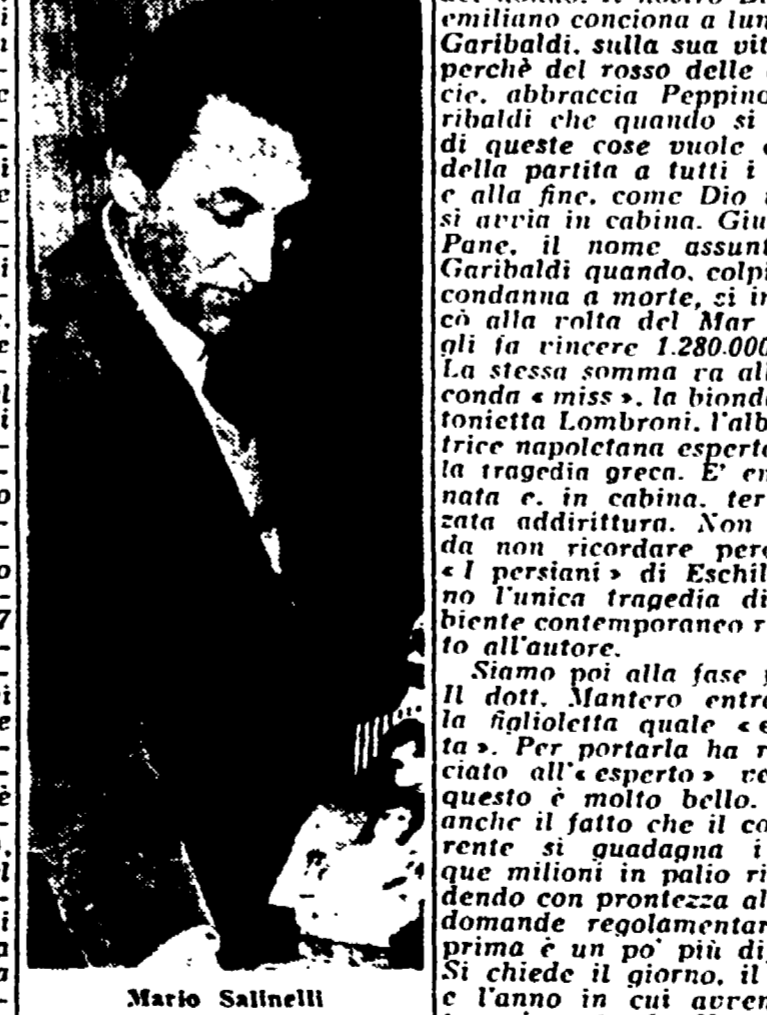 Mario Salinelli
emiliano conciona a lun
Garibaldi. sulla sua vit
perchè del rosso delle
cie. abbraccia Peppino
ribaldi che quando si
di queste cose vuole
della partita a tutti i
e alla fine. come Dio
si avvia in cabina. Giu
Pane. il nome assunt
Garibaldi quando. colpi
condanna a morte, si in
cò alla volta del Mar
gli fa vincere 1.280.000
La stessa somma va all
conda « miss ». la bionda
tonietta Lombroni. l'alb
trice napoletana esperta
la tragedia greca. E' en
nata e. in cabina. ter
zata addirittura. Non
da non ricordare perc
« I persiani » di Eschil
no l'unica tragedia di
biente contemporaneo r
to all'autore.
Siamo poi alla fase
Il dott. Mantero entra
la figlioletta quale « e
ta ». Per portarla ha r
ciato all'« esperto » ve
questo è molto bello.
anche il fatto che il co
rente si guadagna i
que milioni in palio ri
dendo con prontezza al
domande regolamentar
prima è un po' più di
Si chiede il giorno. il
e l'anno in cui avren